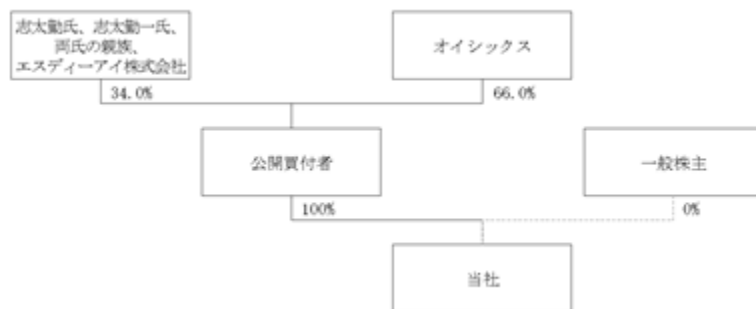 志太勤氏、志太勤一氏、
両氏の親族、
エスディーアイ株式会社
オイシックス
34.0%
66.0%
公開買付者
一般株主
100%
0%
当社